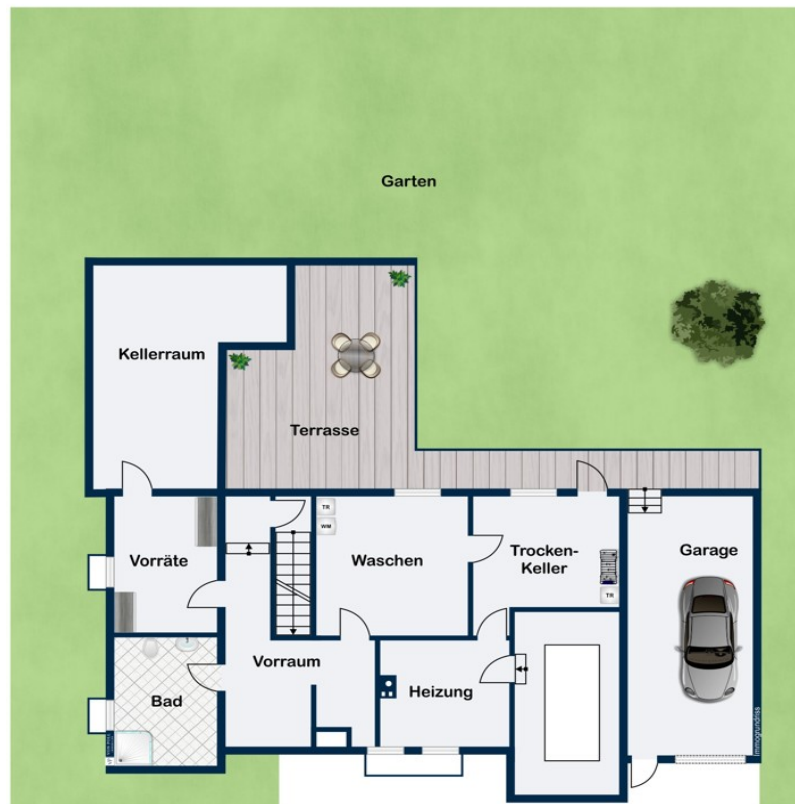 Garten
Kellerraum
Terrasse
TR
WM
Vorräte
Waschen
Trocken-
Keller
TR
Garage
Vorraum
Bad
Heizung
Immogrundriss